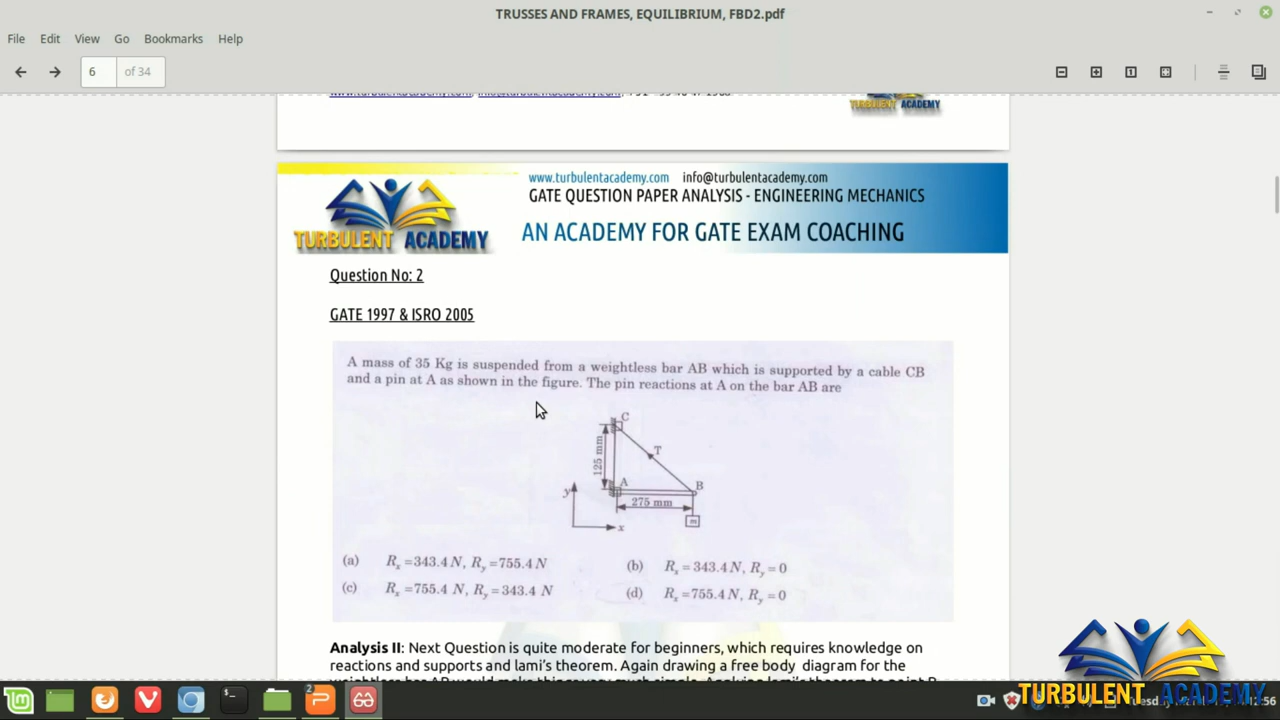 TRUSSES AND FRAMES, EQUILIBRIUM, FBD2.pdf
File Edit View Go Bookmarks Help
6 of 34
TURBULENT ACADEMY
www.turbulentacademy.com info@turbulentacademy.com
GATE QUESTION PAPER ANALYSIS - ENGINEERING MECHANICS
AN ACADEMY FOR GATE EXAM COACHING
TURBULENT ACADEMY
Question No: 2
GATE 1997 & ISRO 2005
A mass of 35 Kg is suspended from a weightless bar AB which is supported by a cable CB
and a pin at A as shown in the figure. The pin reactions at A on the bar AB are
C
T
125 mm
A
B
y
275 mm
m
x
(a) Rx =343.4 N, Ry =755.4 N
(b) Rx = 343.4 N, Ry = 0
(c) Rx =755.4 N, Ry = 343.4 N
(d) Rx =755.4 N, Ry = 0
Analysis II: Next Question is quite moderate for beginners, which requires knowledge on
reactions and supports and lami's theorem. Again drawing a free body diagram for the
TURBULENT ACADEMY
2
12:56